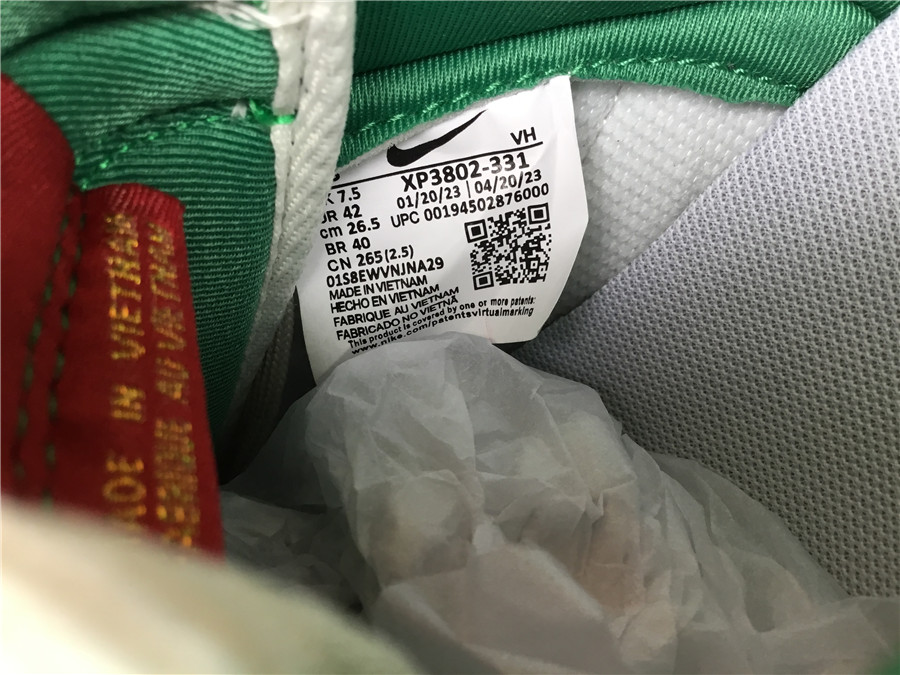 VH
XP3802-331
7.5
01/20/23 | 04/20/23
42
UPC 00194502876000
cm 26.5
BR 40
CN 265 (2.5)
01S8EWVNJNA29
MADE IN VIETNAM
HECHO EN VIETNAM
FABRIQUE AU VIETNAM
FABRICADO NO VIETNÃ
This product is covered by one or more patents:
www.nike.com/patentsvirtualmarking
IN VIETNAM
AU VIETNAM